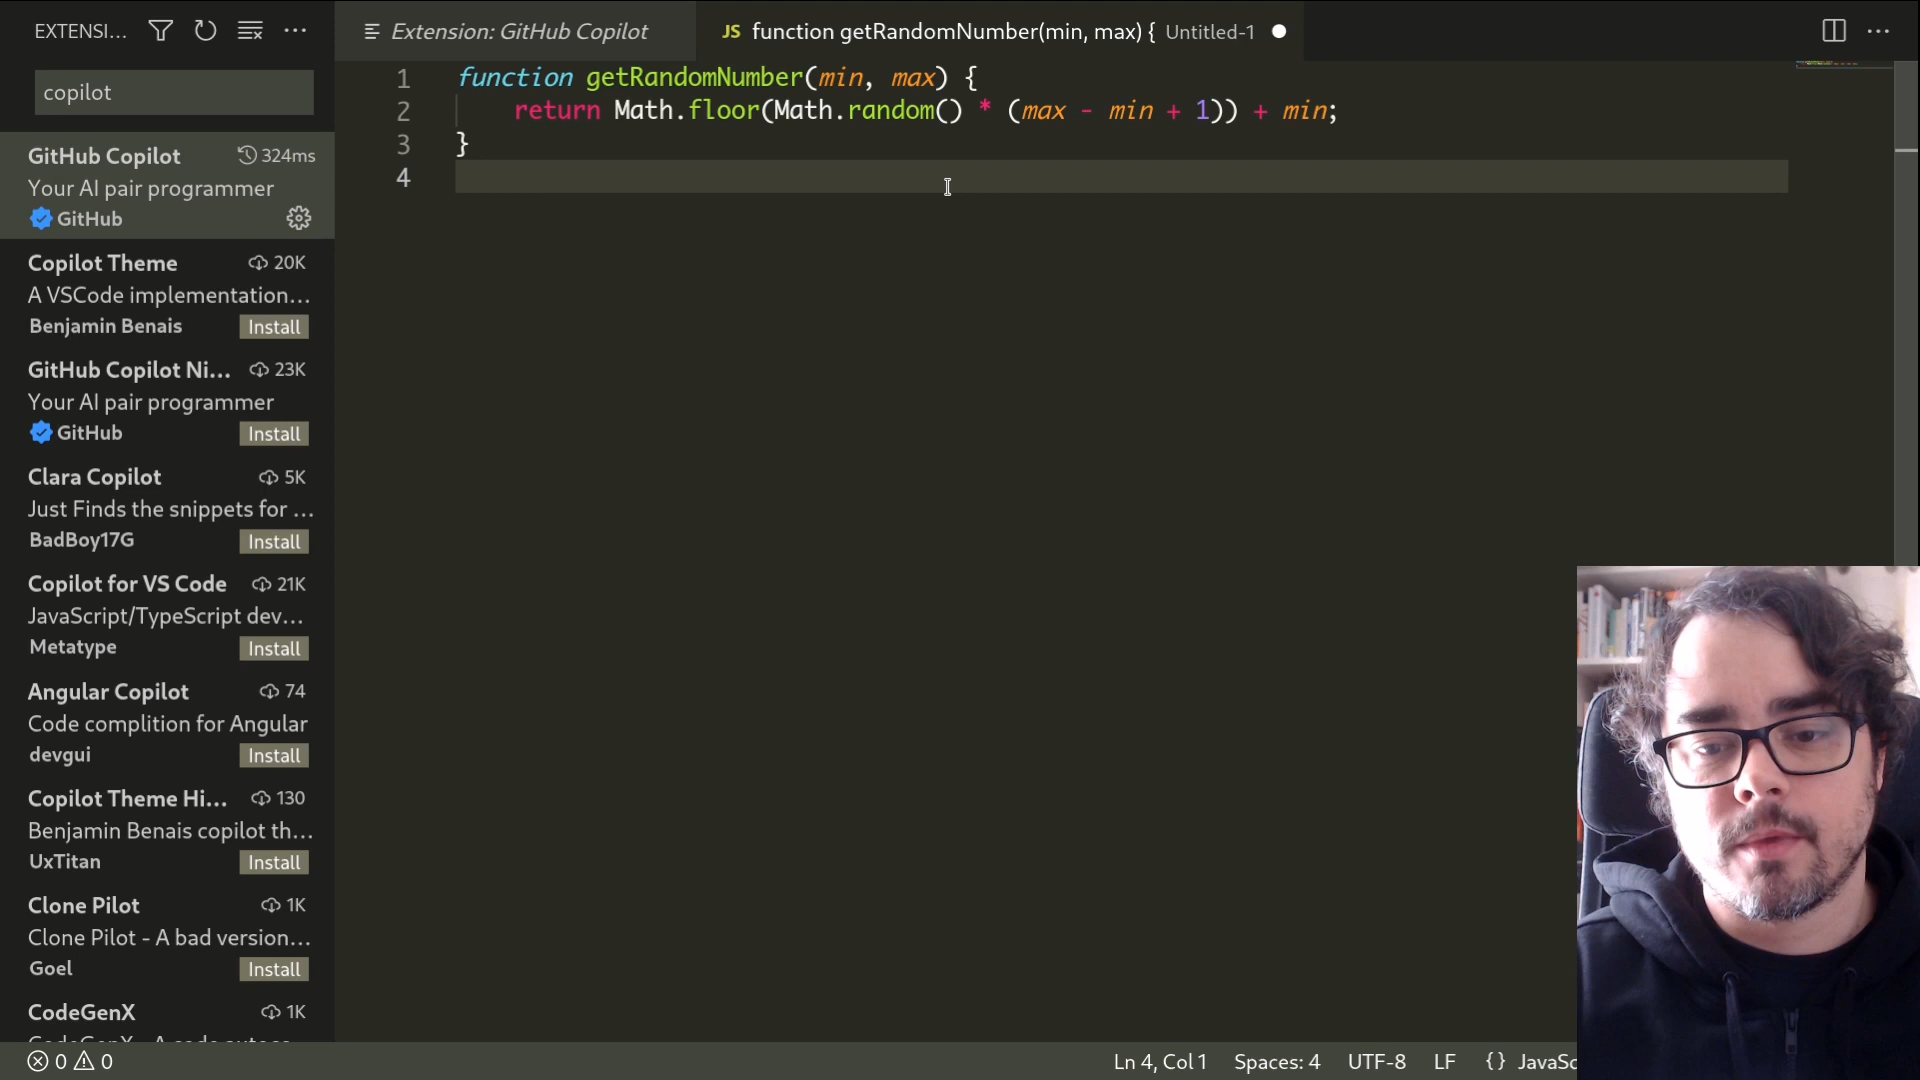 EXTENSI...
Extension: GitHub Copilot
JS function getRandomNumber(min, max) { Untitled-1
copilot
GitHub Copilot 324ms
Your AI pair programmer
GitHub
Copilot Theme 20K
A VSCode implementation...
Benjamin Benais Install
GitHub Copilot Ni... 23K
Your AI pair programmer
GitHub Install
Clara Copilot 5K
Just Finds the snippets for ...
BadBoy17G Install
Copilot for VS Code 21K
JavaScript/TypeScript dev...
Metatype Install
Angular Copilot 74
Code complition for Angular
devgui Install
Copilot Theme Hi... 130
Benjamin Benais copilot th...
UxTitan Install
Clone Pilot 1K
Clone Pilot - A bad version...
Goel Install
CodeGenX 1K
1 function getRandomNumber(min, max) {
2 return Math.floor(Math.random() * (max - min + 1)) + min;
3 }
4
0 0 Ln 4, Col 1 Spaces: 4 UTF-8 LF {} JavaSc